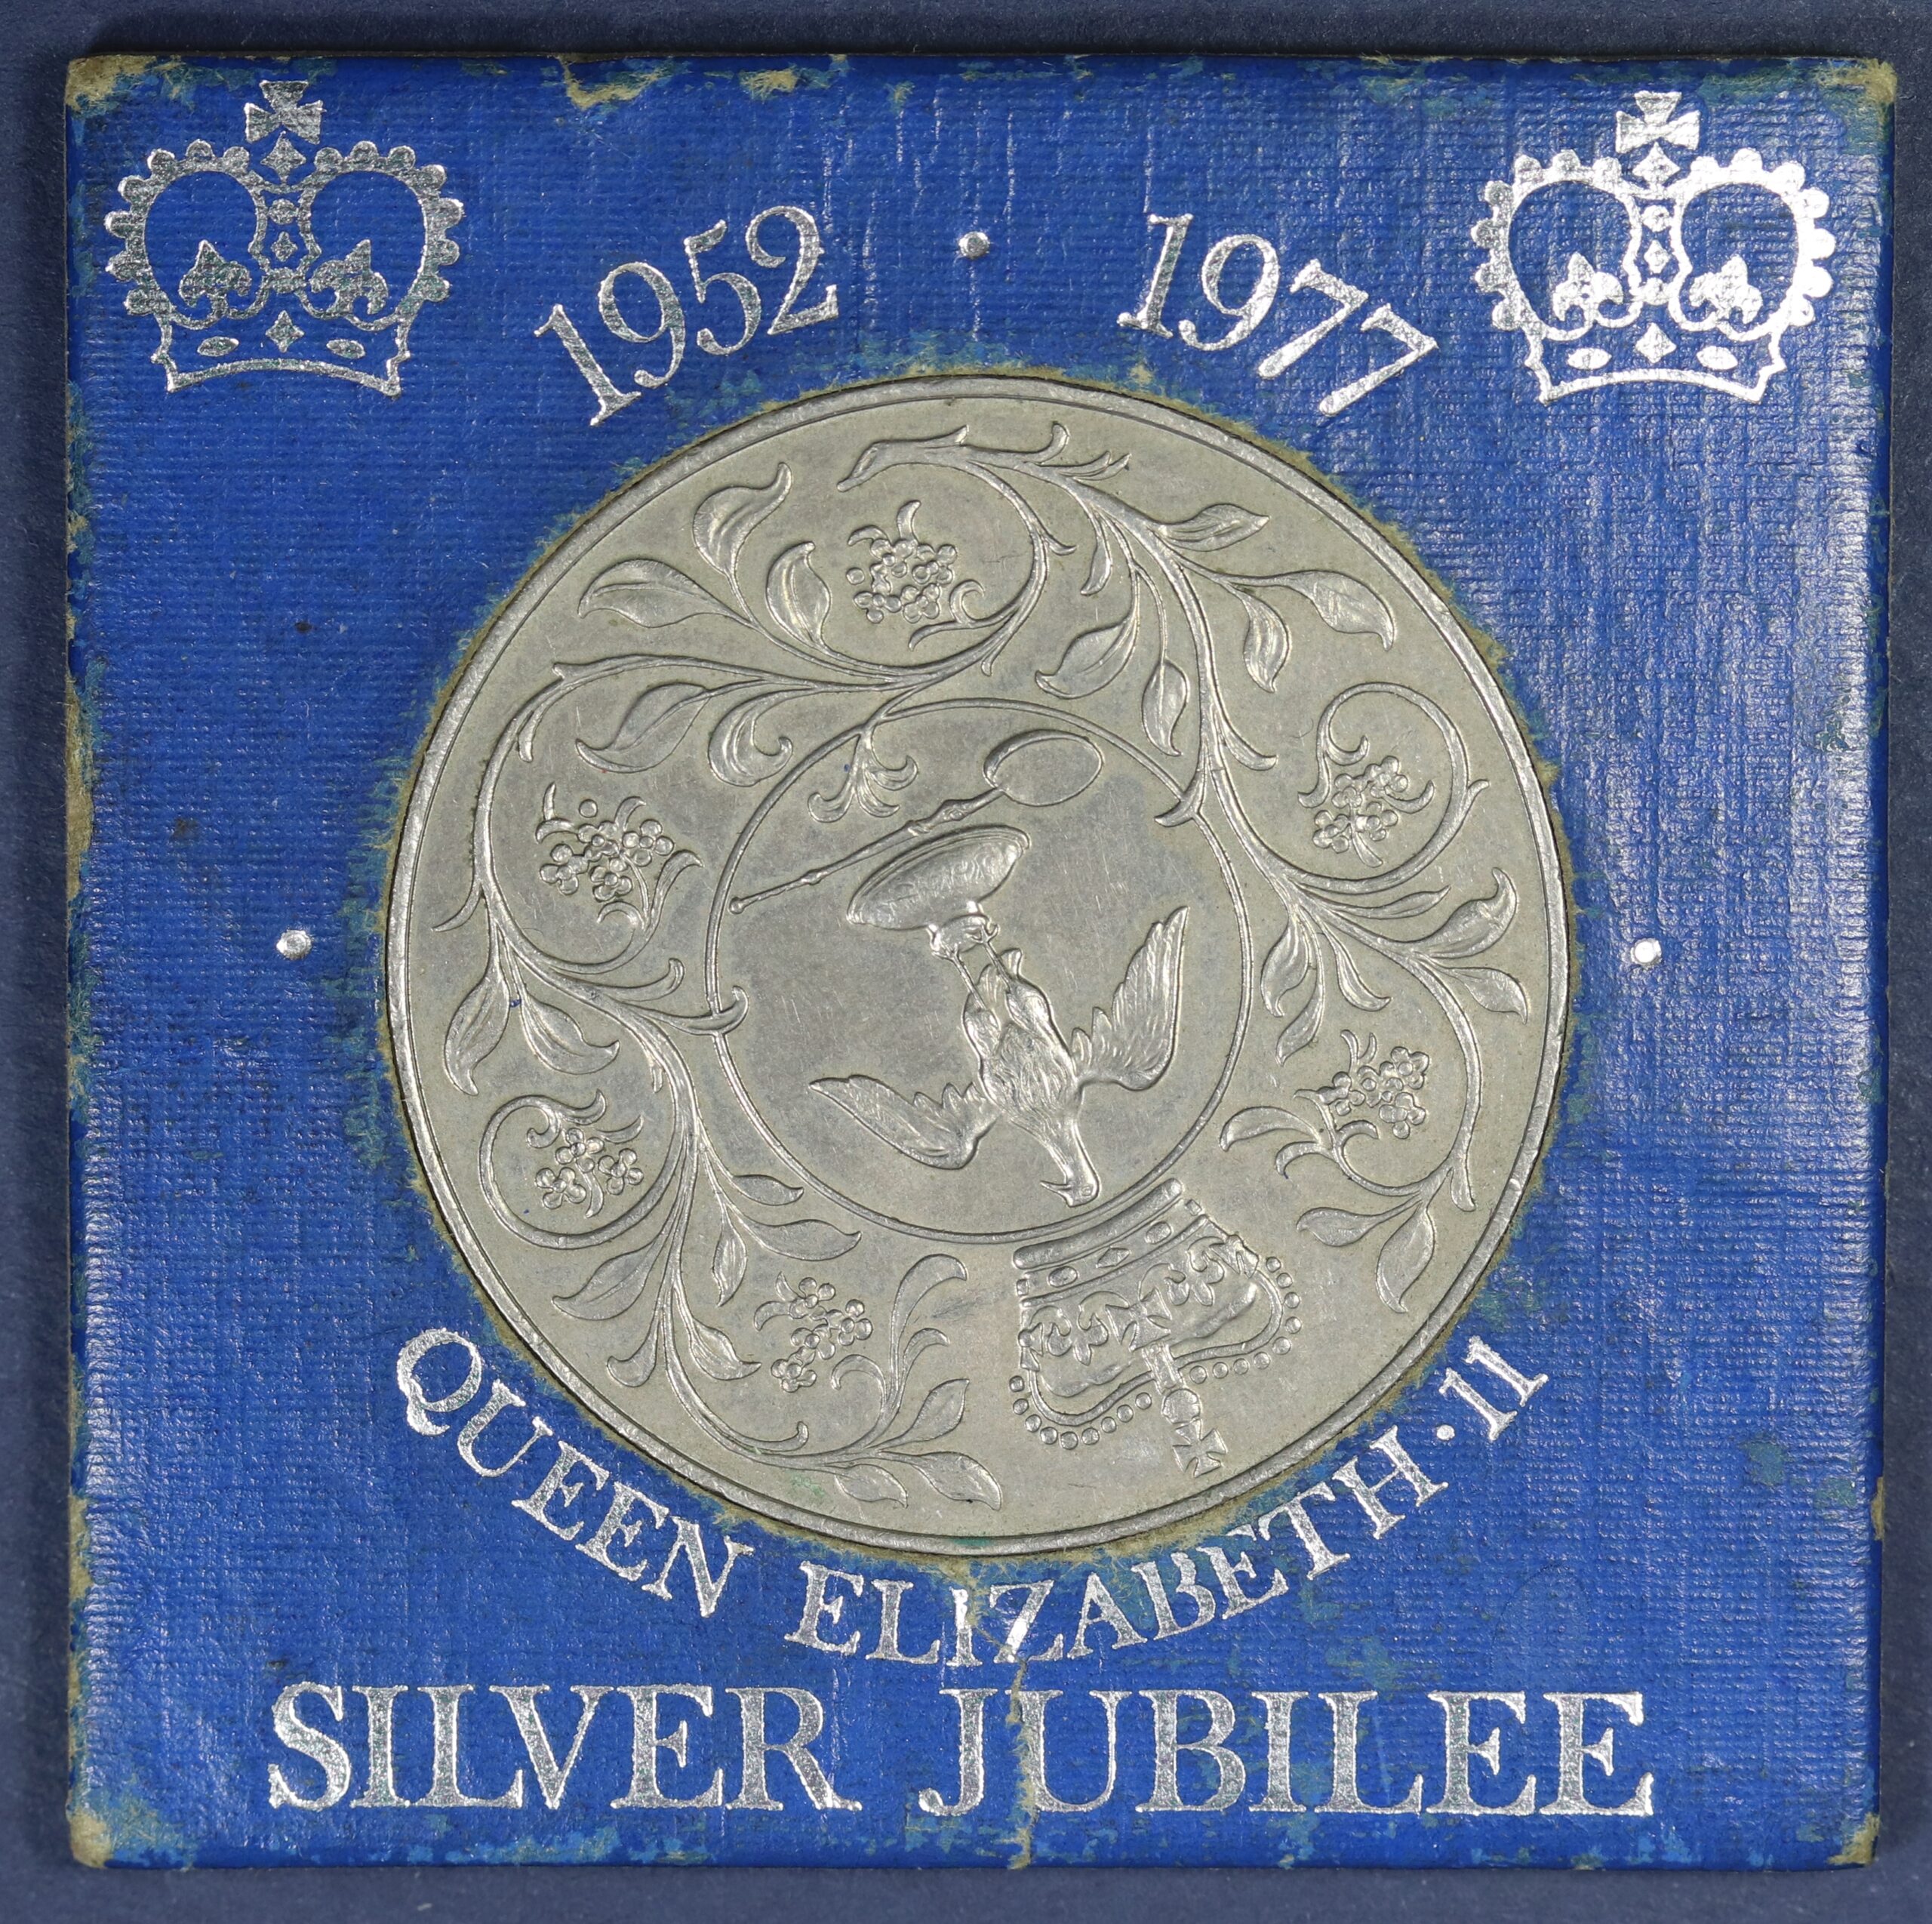 1952 · 1977
QUEEN ELIZABETH · II
SILVER JUBILEE